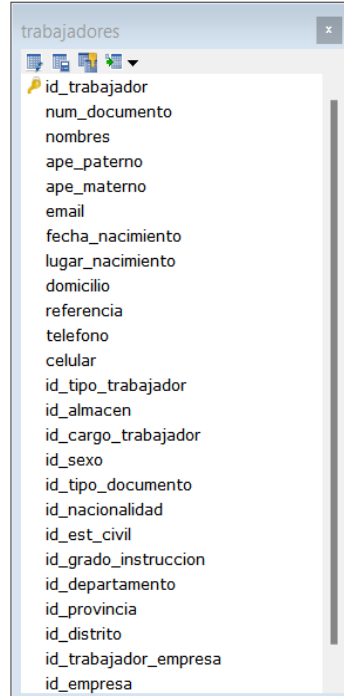 trabajadores
x
id_trabajador
num_documento
nombres
ape_paterno
ape_materno
email
fecha_nacimiento
lugar_nacimiento
domicilio
referencia
telefono
celular
id_tipo_trabajador
id_almacen
id_cargo_trabajador
id_sexo
id_tipo_documento
id_nacionalidad
id_est_civil
id_grado_instruccion
id_departamento
id_provincia
id_distrito
id_trabajador_empresa
id_empresa